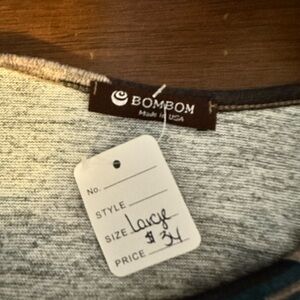 BOMBOM
Made in USA
No.
STYLE
SIZE Large
PRICE $34